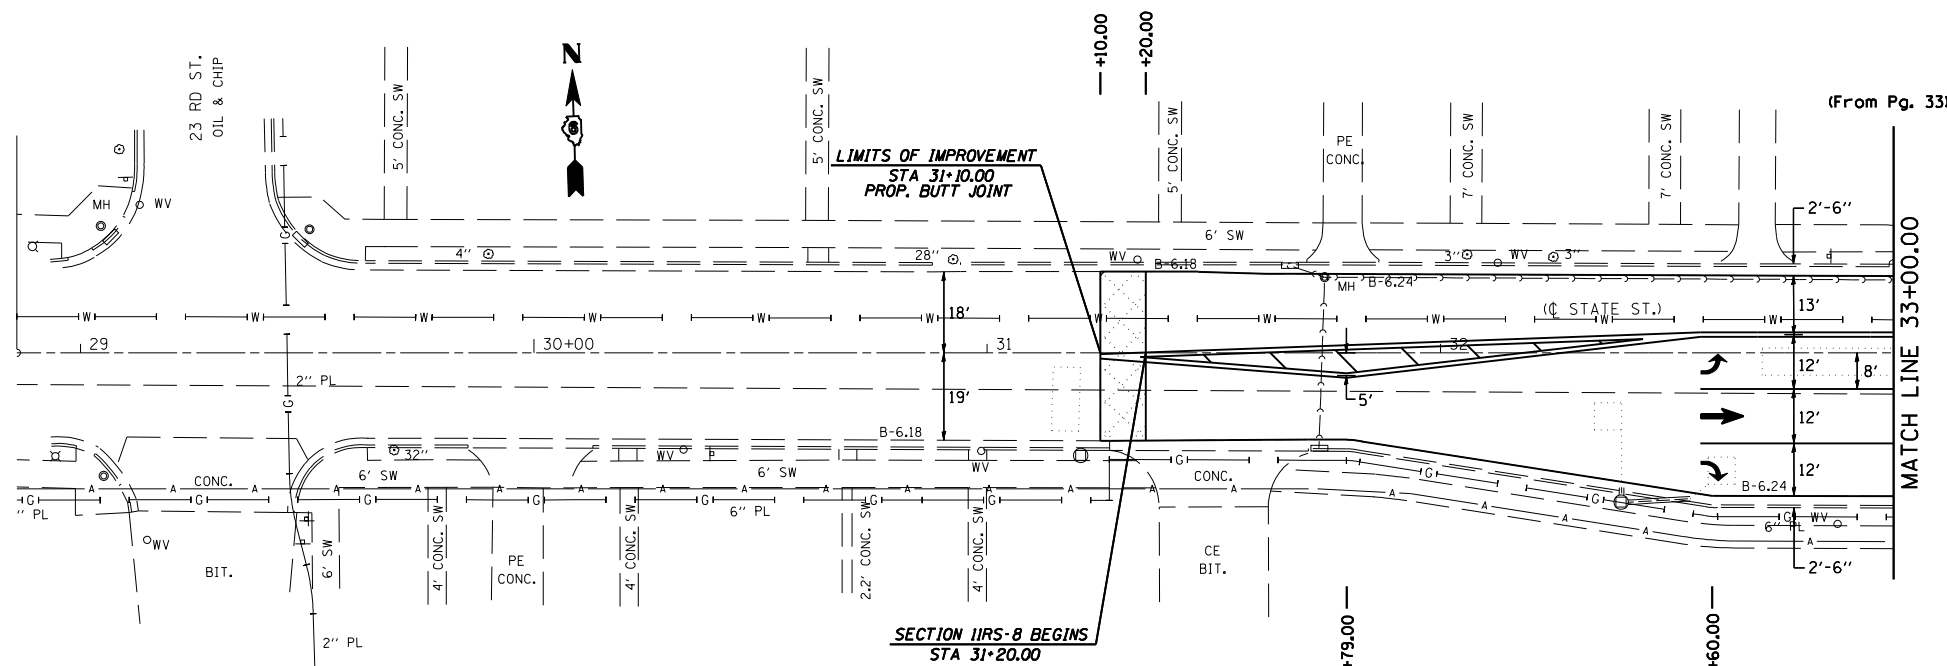 +10.00
+20.00
23 RD ST.
OIL & CHIP
N
5' CONC. SW
5' CONC. SW
5' CONC. SW
PE
CONC.
7' CONC. SW
7' CONC. SW
(From Pg. 33)
LIMITS OF IMPROVEMENT
STA 31+10.00
PROP. BUTT JOINT
MH
WV
2'-6"
6' SW
4"
28"
WV
B-6.18
3"
WV
3"
MH
B-6.24
G
18'
(℄ STATE ST.)
13'
W W W W W W W W W W W
29
30+00
31
32
12'
8'
2" PL
19'
5'
12'
G
B-6.18
12'
MATCH LINE 33+00.00
32"
6' SW
WV
6' SW
WV
CONC.
CONC.
G
G
B-6.24
A A A A A A A A A A A A A
G G G G G G
" PL
6" PL
G
WV
6" PL
A A A A A A
WV
BIT.
6' SW
4' CONC. SW
PE
CONC.
4' CONC. SW
2.2' CONC. SW
4' CONC. SW
CE
BIT.
2'-6"
2" PL
SECTION 11RS-8 BEGINS
STA 31+20.00
+79.00
+60.00